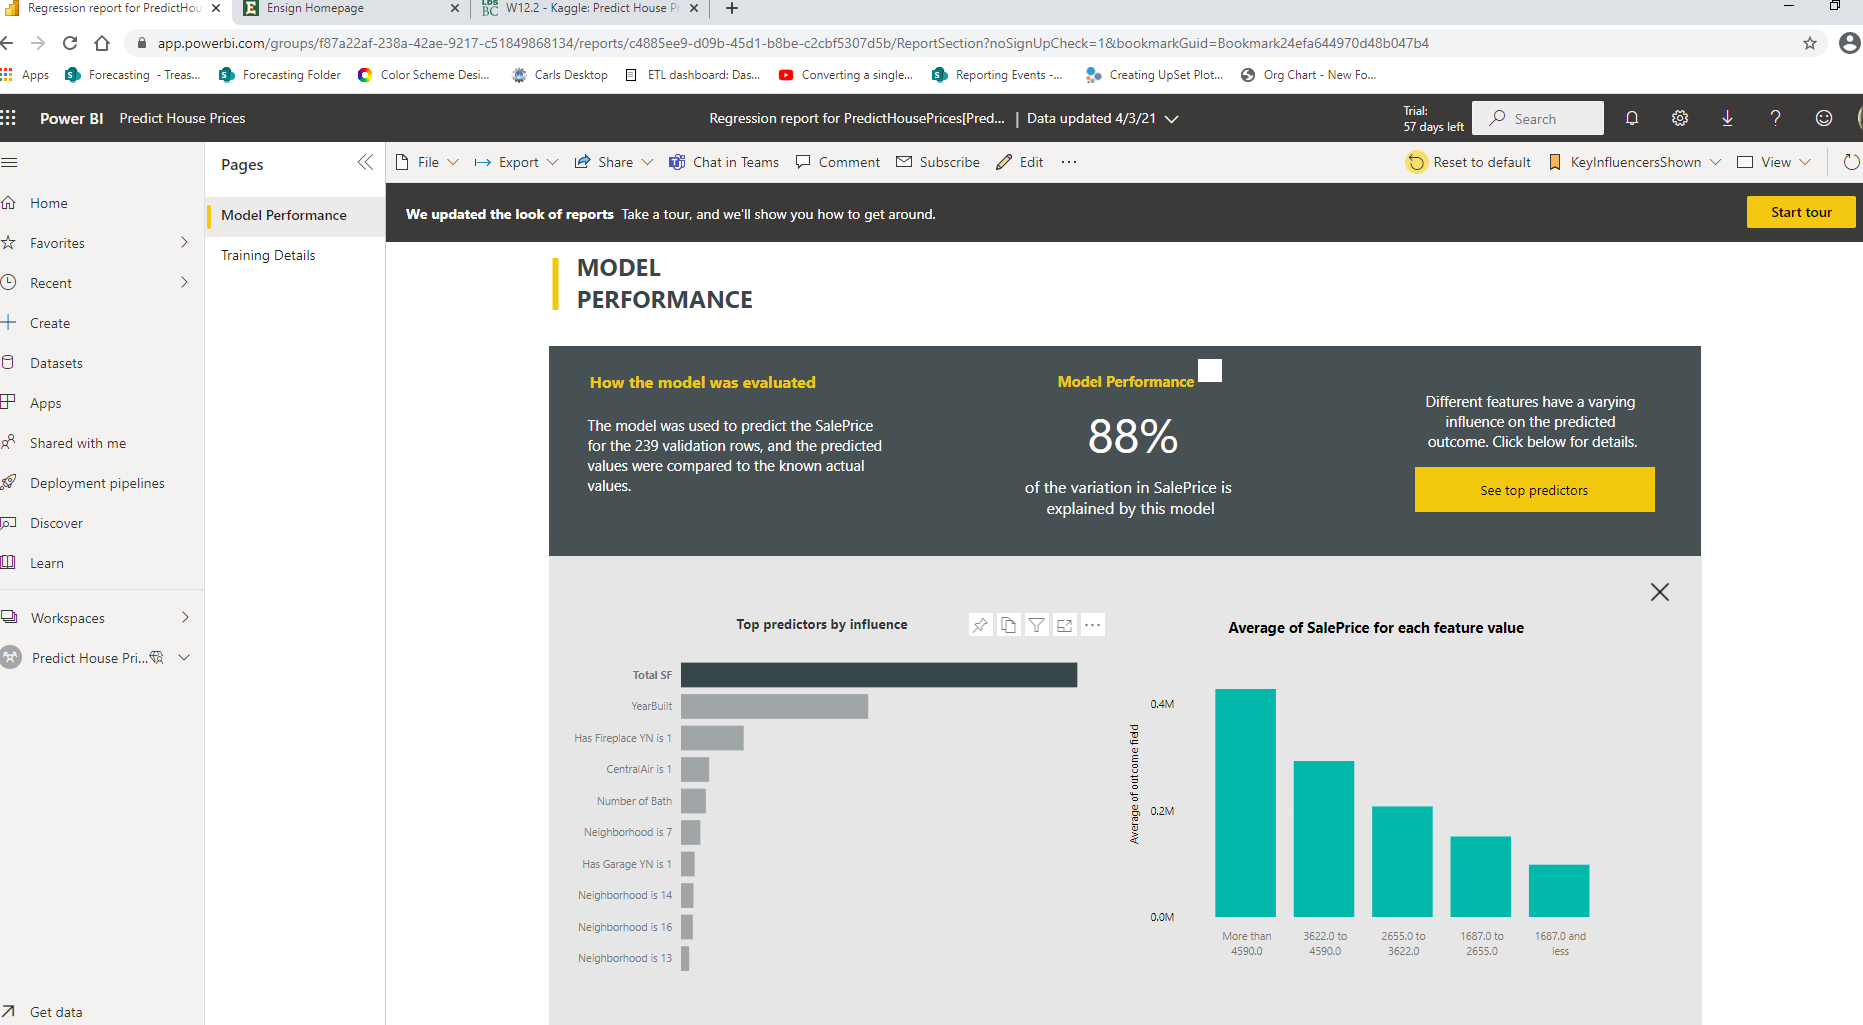 Regression report for PredictHou
Ensign Homepage
W12.2 - Kaggle: Predict House Pr
app.powerbi.com/groups/f87a22af-238a-42ae-9217-c51849868134/reports/c4885ee9-d09b-45d1-b8be-c2cbf5307d5b/ReportSection?noSignUpCheck=1&bookmarkGuid=Bookmark24efa644970d48b047b4
Apps
Forecasting - Treas...
Forecasting Folder
Color Scheme Desi...
Carls Desktop
ETL dashboard: Das...
Converting a single...
Reporting Events -...
Creating UpSet Plot...
Org Chart - New Fo...
Power BI Predict House Prices
Regression report for PredictHousePrices[Pred... | Data updated 4/3/21
Trial:
57 days left
Search
File
Export
Share
Chat in Teams
Comment
Subscribe
Edit
Reset to default
KeyInfluencersShown
View
We updated the look of reports Take a tour, and we'll show you how to get around.
Start tour
Home
Favorites
Recent
Create
Datasets
Apps
Shared with me
Deployment pipelines
Discover
Learn
Workspaces
Predict House Pri...
Get data
Pages
Model Performance
Training Details
MODEL
PERFORMANCE
How the model was evaluated
The model was used to predict the SalePrice
for the 239 validation rows, and the predicted
values were compared to the known actual
values.
Model Performance
88%
of the variation in SalePrice is
explained by this model
Different features have a varying
influence on the predicted
outcome. Click below for details.
See top predictors
Top predictors by influence
Total SF
YearBuilt
Has Fireplace YN is 1
CentralAir is 1
Number of Bath
Neighborhood is 7
Has Garage YN is 1
Neighborhood is 14
Neighborhood is 16
Neighborhood is 13
Average of SalePrice for each feature value
Average of outcome field
0.4M
0.2M
0.0M
More than
4590.0
3622.0 to
4590.0
2655.0 to
3622.0
1687.0 to
2655.0
1687.0 and
less